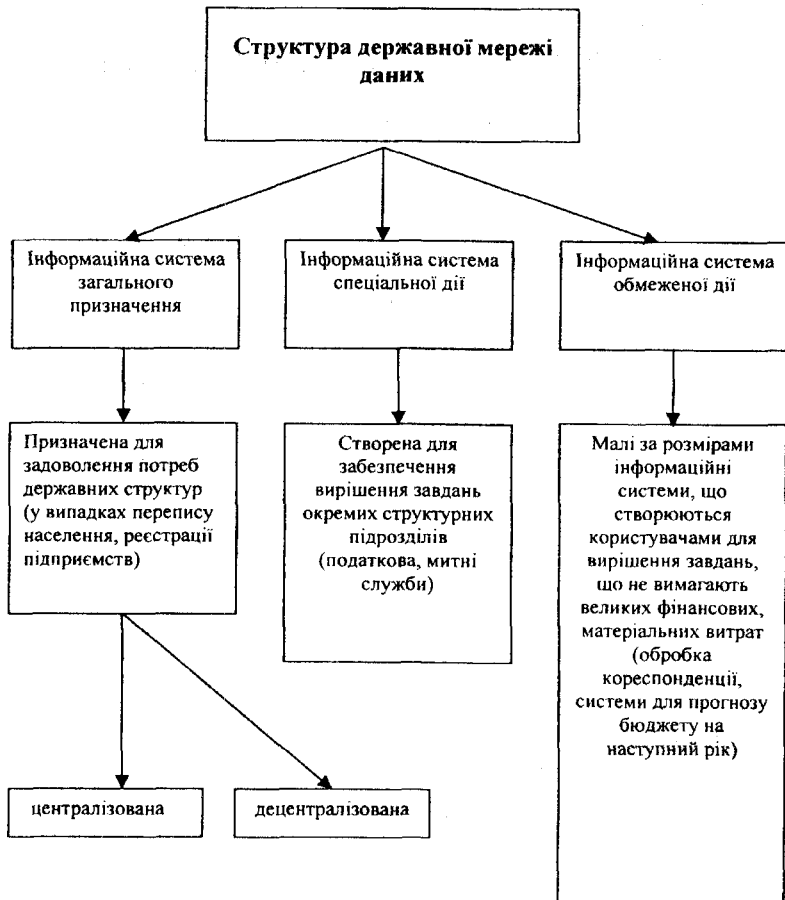 Структура державної мережі
даних
Інформаційна система
загального
призначення
Інформаційна система
спеціальної дії
Інформаційна система
обмеженої дії
Призначена для
задоволення потреб
державних структур
(у випадках перепису
населення, реєстрації
підприємств)
Створена для
забезпечення
вирішення завдань
окремих структурних
підрозділів
(податкова, митні
служби)
Малі за розмірами
інформаційні
системи, що
створюються
користувачами для
вирішення завдань,
що не вимагають
великих фінансових,
матеріальних витрат
(обробка
кореспонденції,
системи для прогнозу
бюджету на
наступний рік)
централізована
децентралізована